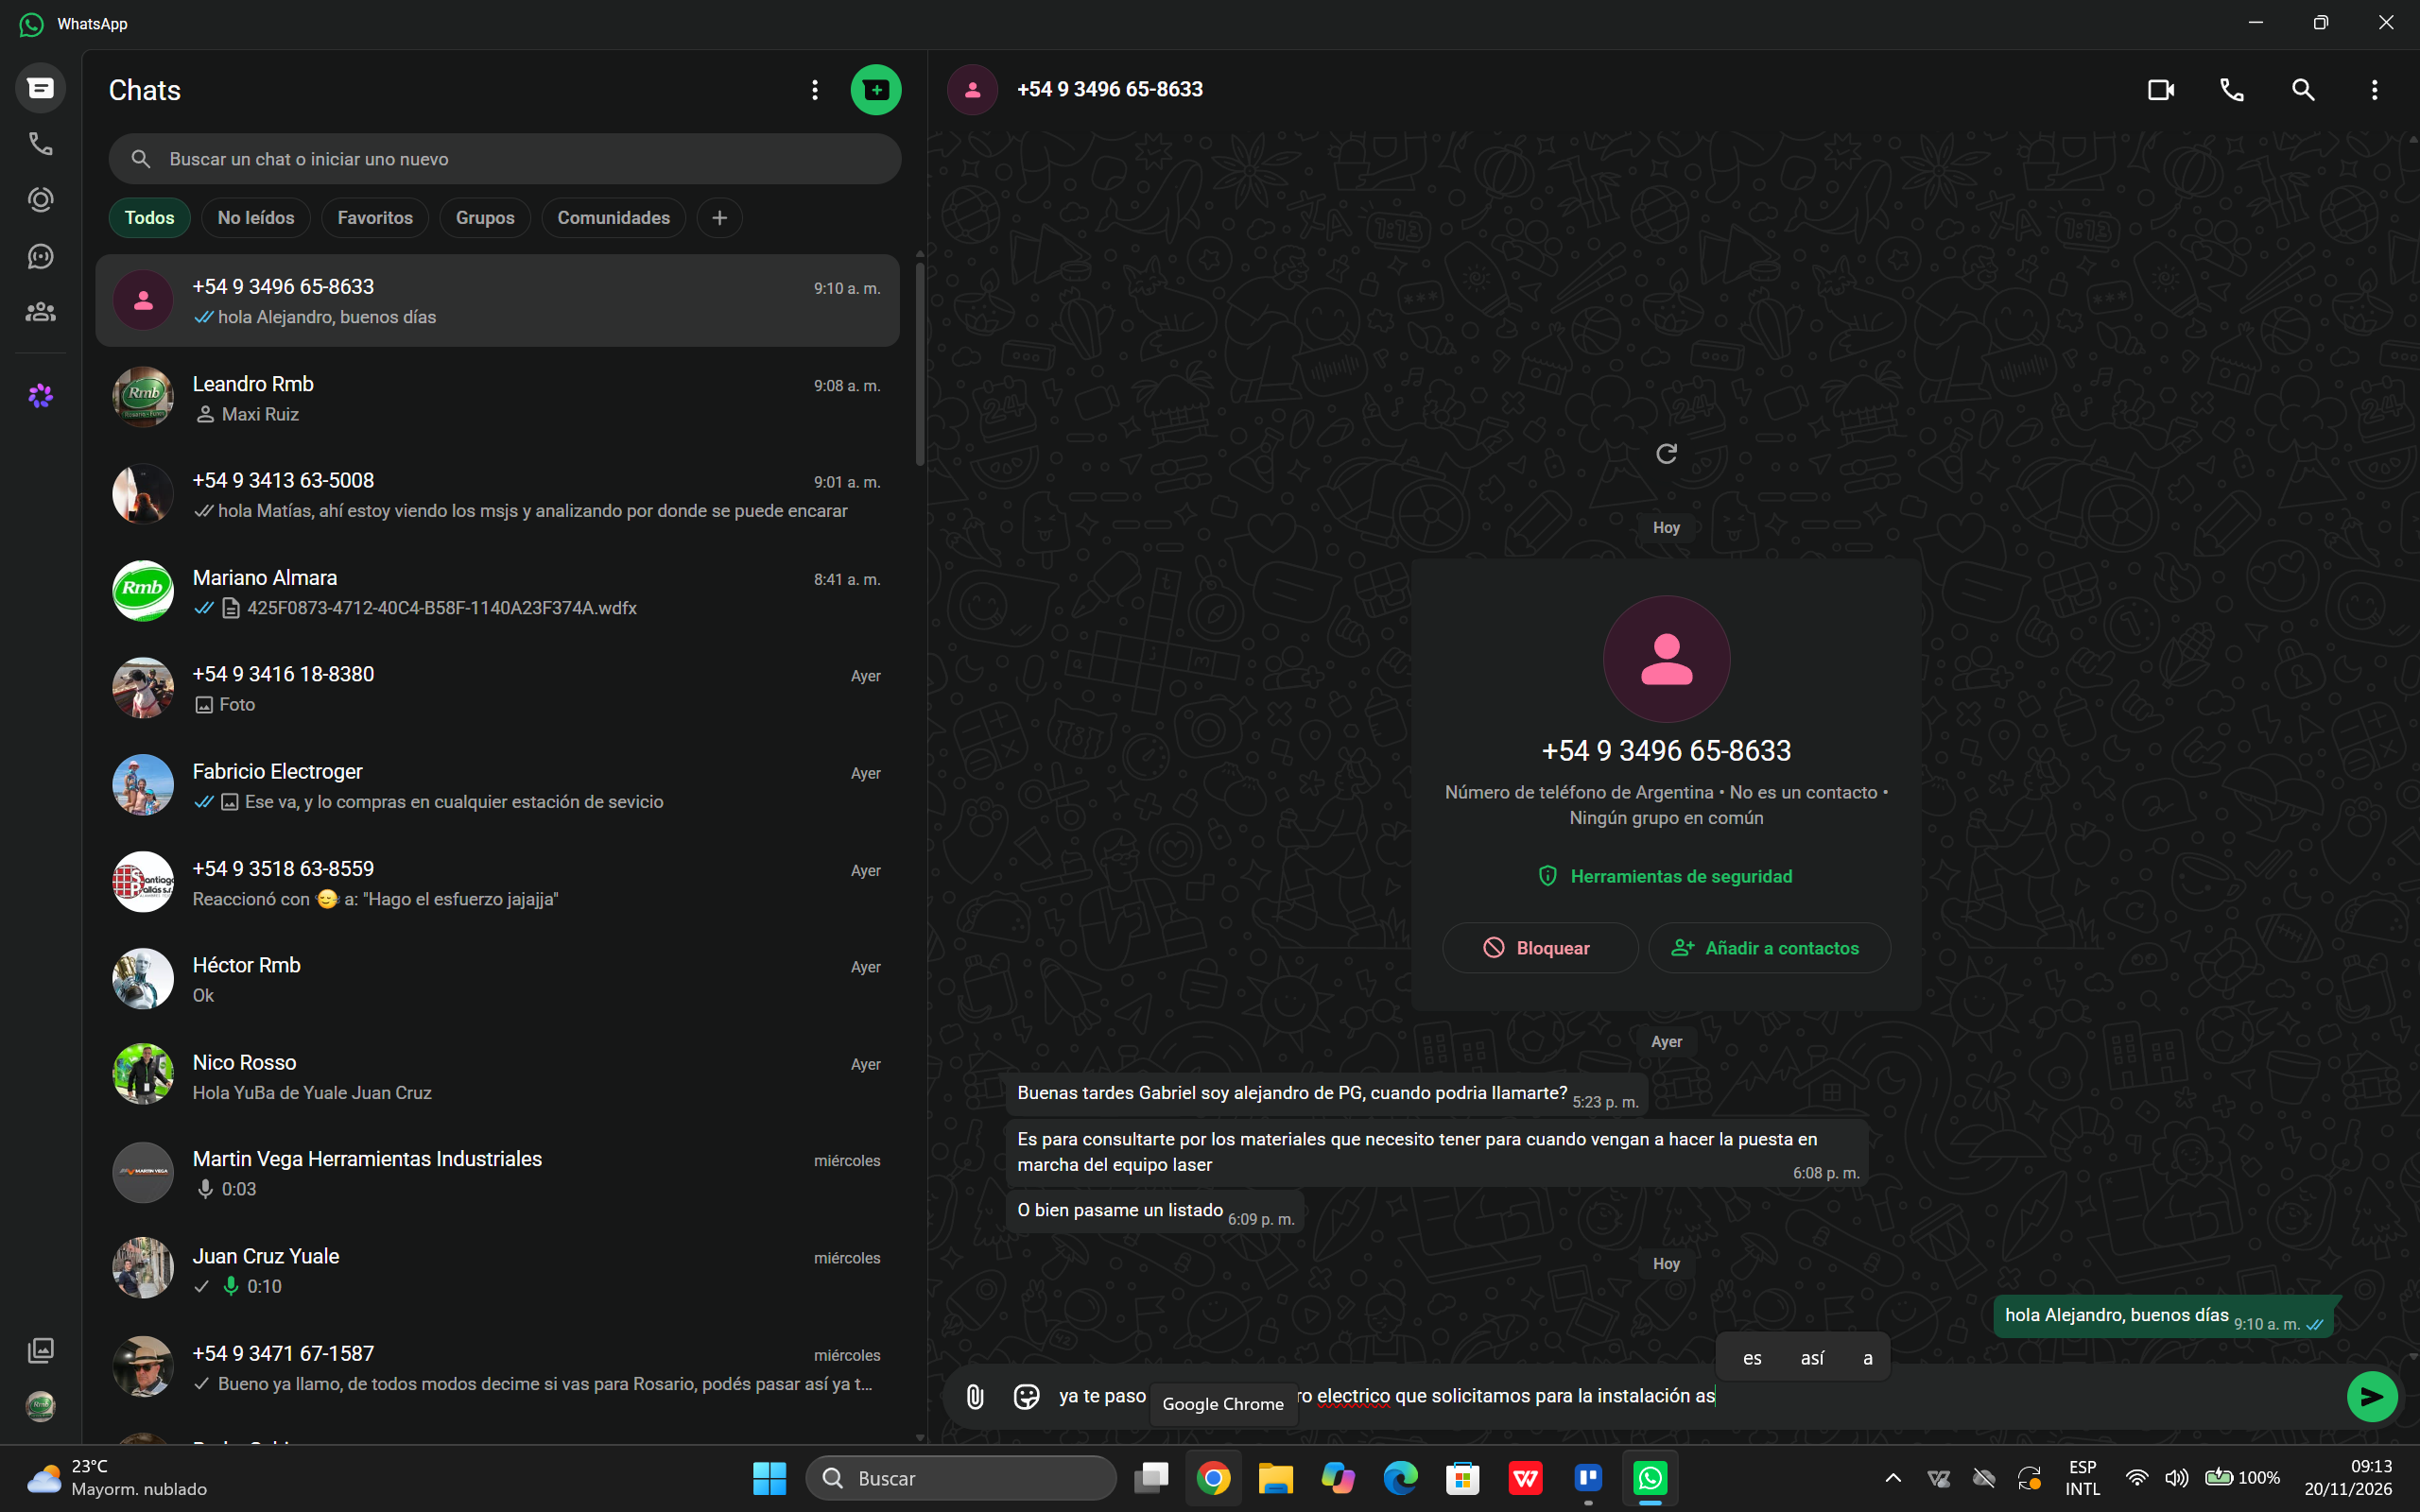 WhatsApp
Chats
Buscar un chat o iniciar uno nuevo
Todos
No leídos
Favoritos
Grupos
Comunidades
+54 9 3496 65-8633
9:10 a. m.
hola Alejandro, buenos días
Leandro Rmb
9:08 a. m.
Maxi Ruiz
+54 9 3413 63-5008
9:01 a. m.
hola Matías, ahí estoy viendo los msjs y analizando por donde se puede encarar
Rmb
Mariano Almara
8:41 a. m.
425F0873-4712-40C4-B58F-1140A23F374A.wdfx
+54 9 3416 18-8380
Ayer
Foto
Fabricio Electroger
Ayer
Ese va, y lo compras en cualquier estación de sevicio
+54 9 3518 63-8559
Ayer
Reaccionó con 😌 a: "Hago el esfuerzo jajajja"
Héctor Rmb
Ayer
Ok
Nico Rosso
Ayer
Hola YuBa de Yuale Juan Cruz
Martin Vega Herramientas Industriales
miércoles
0:03
Juan Cruz Yuale
miércoles
0:10
+54 9 3471 67-1587
miércoles
Bueno ya llamo, de todos modos decime si vas para Rosario, podés pasar así ya t...
+54 9 3496 65-8633
Hoy
+54 9 3496 65-8633
Número de teléfono de Argentina • No es un contacto •
Ningún grupo en común
Herramientas de seguridad
Bloquear
Añadir a contactos
Ayer
Buenas tardes Gabriel soy alejandro de PG, cuando podria llamarte?
5:23 p. m.
Es para consultarte por los materiales que necesito tener para cuando vengan a hacer la puesta en
marcha del equipo laser
6:08 p. m.
O bien pasame un listado
6:09 p. m.
Hoy
hola Alejandro, buenos días
9:10 a. m.
es así a
ya te paso
Google Chrome
ro electrico que solicitamos para la instalación as
23°C
Mayorm. nublado
Buscar
ESP
INTL
100%
09:13
20/11/2026